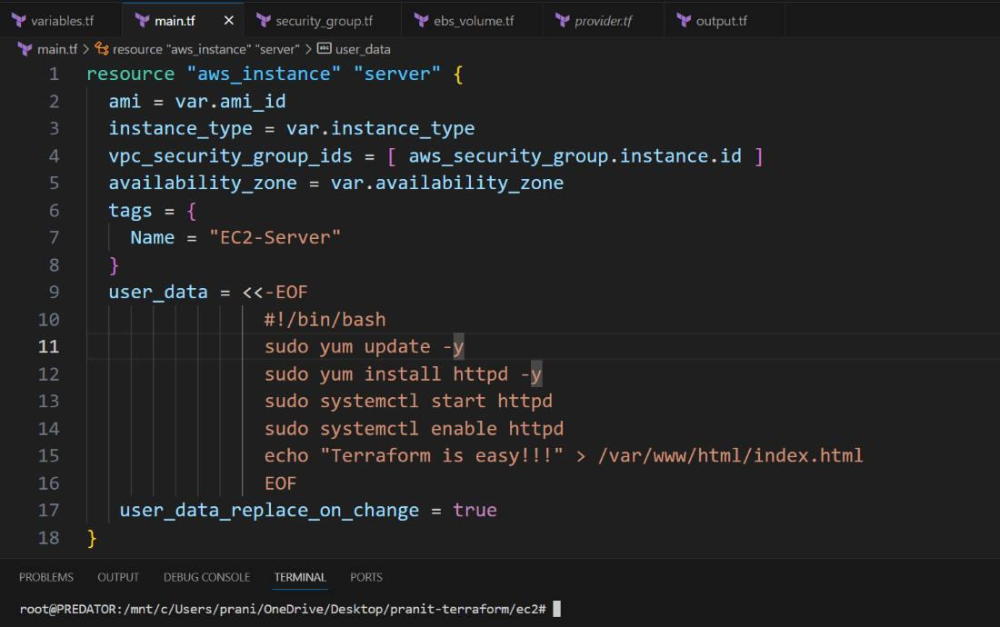 variables.tf main.tf security_group.tf ebs_volume.tf provider.tf output.tf
main.tf > resource "aws_instance" "server" > abc user_data
1 resource "aws_instance" "server" {
2 ami = var.ami_id
3 instance_type = var.instance_type
4 vpc_security_group_ids = [ aws_security_group.instance.id ]
5 availability_zone = var.availability_zone
6 tags = {
7 Name = "EC2-Server"
8 }
9 user_data = <<-EOF
10 #!/bin/bash
11 sudo yum update -y
12 sudo yum install httpd -y
13 sudo systemctl start httpd
14 sudo systemctl enable httpd
15 echo "Terraform is easy!!!" > /var/www/html/index.html
16 EOF
17 user_data_replace_on_change = true
18 }
PROBLEMS OUTPUT DEBUG CONSOLE TERMINAL PORTS
root@PREDATOR:/mnt/c/Users/prani/OneDrive/Desktop/pranit-terraform/ec2#